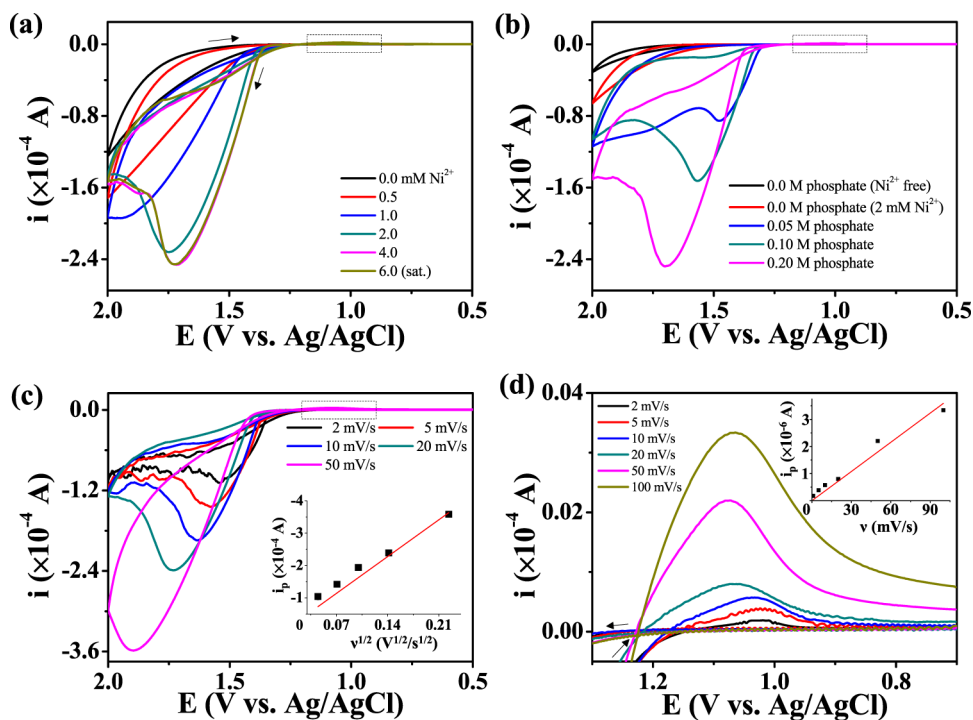 (a)
0.0
-0.8
-1.6
-2.4
i (×10⁻⁴ A)
0.0 mM Ni²⁺
0.5
1.0
2.0
4.0
6.0 (sat.)
2.0 1.5 1.0 0.5
E (V vs. Ag/AgCl)
(b)
0.0
-0.8
-1.6
-2.4
i (×10⁻⁴ A)
0.0 M phosphate (Ni²⁺ free)
0.0 M phosphate (2 mM Ni²⁺)
0.05 M phosphate
0.10 M phosphate
0.20 M phosphate
2.0 1.5 1.0 0.5
E (V vs. Ag/AgCl)
(c)
0.0
-1.2
-2.4
-3.6
i (×10⁻⁴ A)
2 mV/s 5 mV/s
10 mV/s 20 mV/s
50 mV/s
-4
-3
-2
-1
iₚ (×10⁻⁴ A)
0.07 0.14 0.21
ν¹ᐟ² (V¹ᐟ²/s¹ᐟ²)
2.0 1.5 1.0 0.5
E (V vs. Ag/AgCl)
(d)
0.04
0.02
0.00
i (×10⁻⁴ A)
2 mV/s
5 mV/s
10 mV/s
20 mV/s
50 mV/s
100 mV/s
3
2
1
0
iₚ (×10⁻⁶ A)
0 30 60 90
ν (mV/s)
1.2 1.0 0.8
E (V vs. Ag/AgCl)